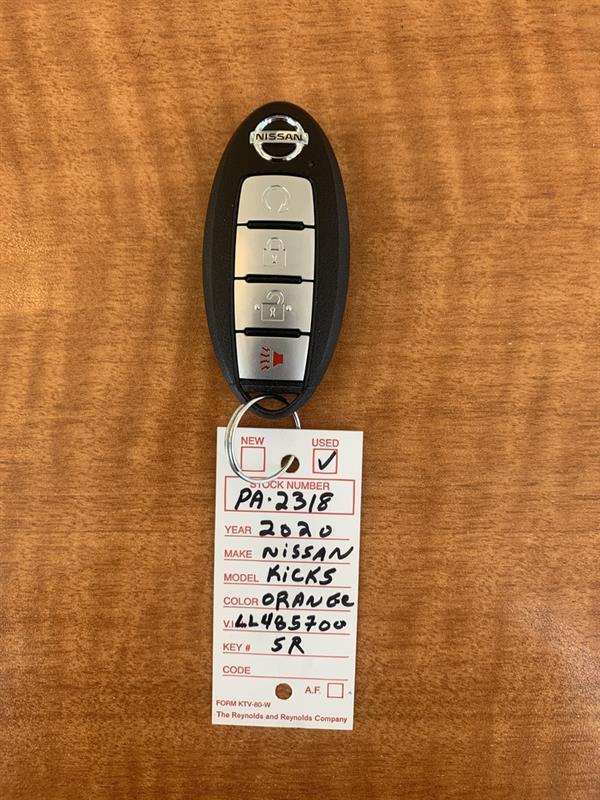 NISSAN
NEW USED
✓
STOCK NUMBER
PA·2318
YEAR 2020
MAKE NISSAN
MODEL KiCKS
COLOR ORANGE
V.I. LL485700
KEY # SR
CODE
A.F.
FORM KTV-80-W
The Reynolds and Reynolds Company